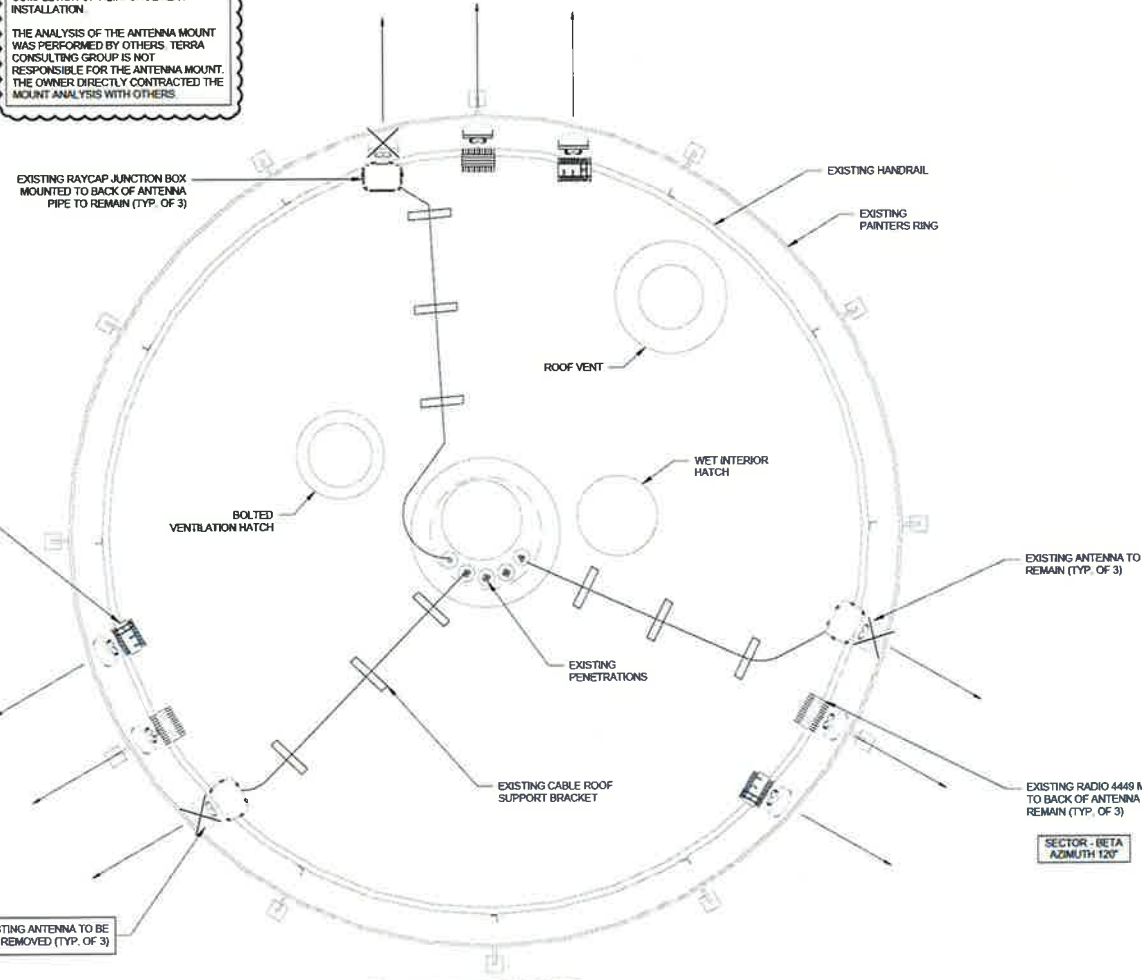 INSTALLATION
THE ANALYSIS OF THE ANTENNA MOUNT
WAS PERFORMED BY OTHERS. TERRA
CONSULTING GROUP IS NOT
RESPONSIBLE FOR THE ANTENNA MOUNT.
THE OWNER DIRECTLY CONTRACTED THE
MOUNT ANALYSIS WITH OTHERS.
EXISTING RAYCAP JUNCTION BOX
MOUNTED TO BACK OF ANTENNA
PIPE TO REMAIN (TYP. OF 3)
EXISTING HANDRAIL
EXISTING
PAINTERS RING
ROOF VENT
WET INTERIOR
HATCH
BOLTED
VENTILATION HATCH
EXISTING ANTENNA TO
REMAIN (TYP. OF 3)
EXISTING
PENETRATIONS
EXISTING CABLE ROOF
SUPPORT BRACKET
EXISTING RADIO 4449 M
TO BACK OF ANTENNA
REMAIN (TYP. OF 3)
SECTOR - BETA
AZIMUTH 120°
STING ANTENNA TO BE
REMOVED (TYP. OF 3)